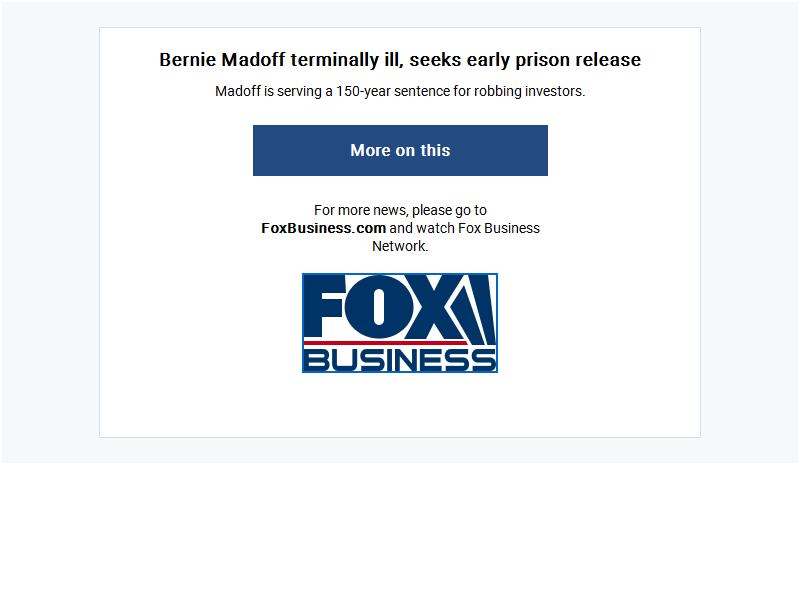 Bernie Madoff terminally ill, seeks early prison release
Madoff is serving a 150-year sentence for robbing investors.
More on this
For more news, please go to
FoxBusiness.com and watch Fox Business
Network.
FOX
BUSINESS